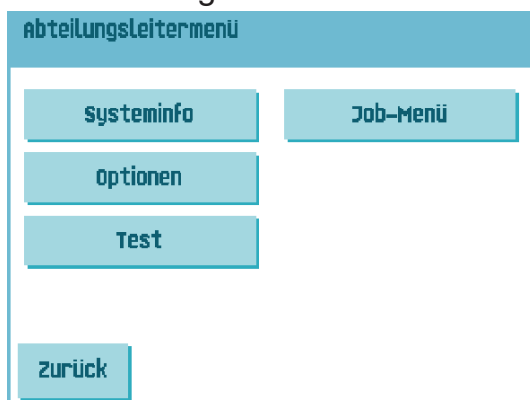 Abteilungsleitermenü
Systeminfo
Job-Menü
Optionen
Test
Zurück